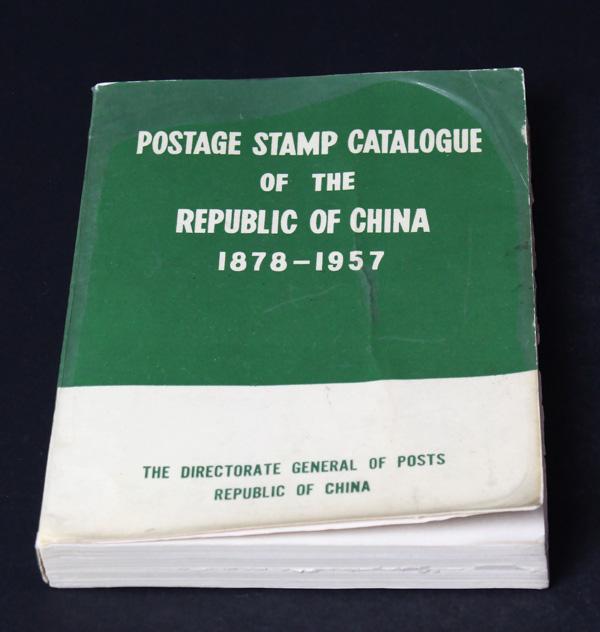 POSTAGE STAMP CATALOGUE
OF THE
REPUBLIC OF CHINA
1878-1957
THE DIRECTORATE GENERAL OF POSTS
REPUBLIC OF CHINA